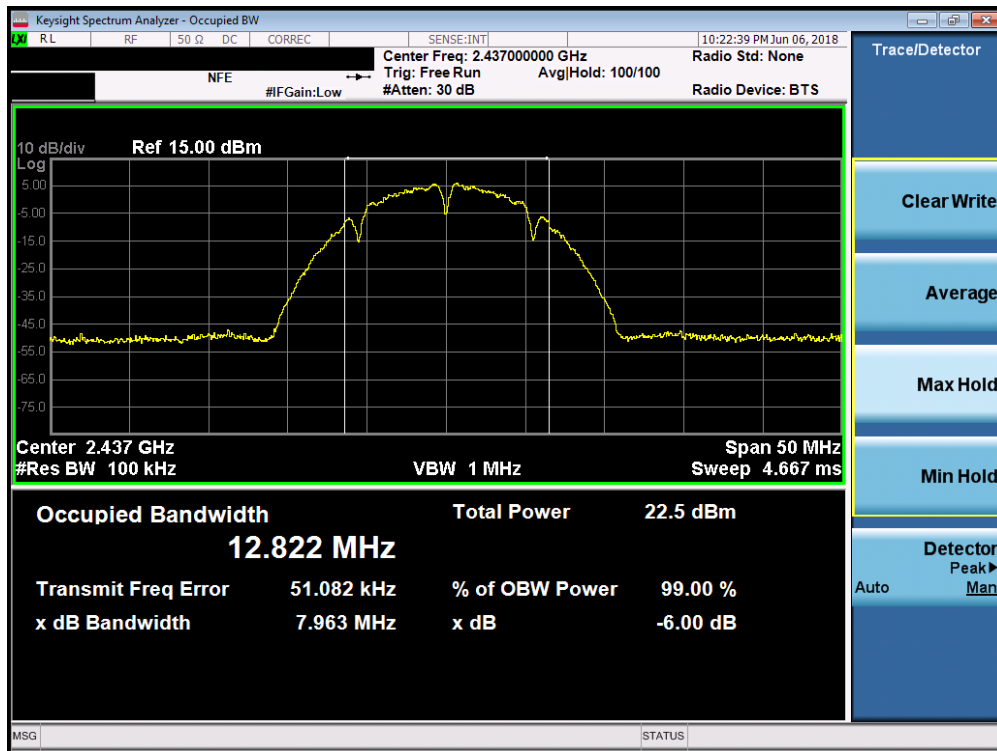 Keysight Spectrum Analyzer - Occupied BW
LXI RL RF 50 Ω DC CORREC SENSE:INT 10:22:39 PM Jun 06, 2018
Center Freq: 2.437000000 GHz Radio Std: None
NFE Trig: Free Run Avg|Hold: 100/100
#IFGain:Low #Atten: 30 dB Radio Device: BTS
Trace/Detector
10 dB/div Ref 15.00 dBm
Log
5.00
-5.00
-15.0
-25.0
-35.0
-45.0
-55.0
-65.0
-75.0
Center 2.437 GHz Span 50 MHz
#Res BW 100 kHz VBW 1 MHz Sweep 4.667 ms
Occupied Bandwidth Total Power 22.5 dBm
12.822 MHz
Transmit Freq Error 51.082 kHz % of OBW Power 99.00 %
x dB Bandwidth 7.963 MHz x dB -6.00 dB
Clear Write
Average
Max Hold
Min Hold
Detector
Peak▶
Auto Man
MSG STATUS